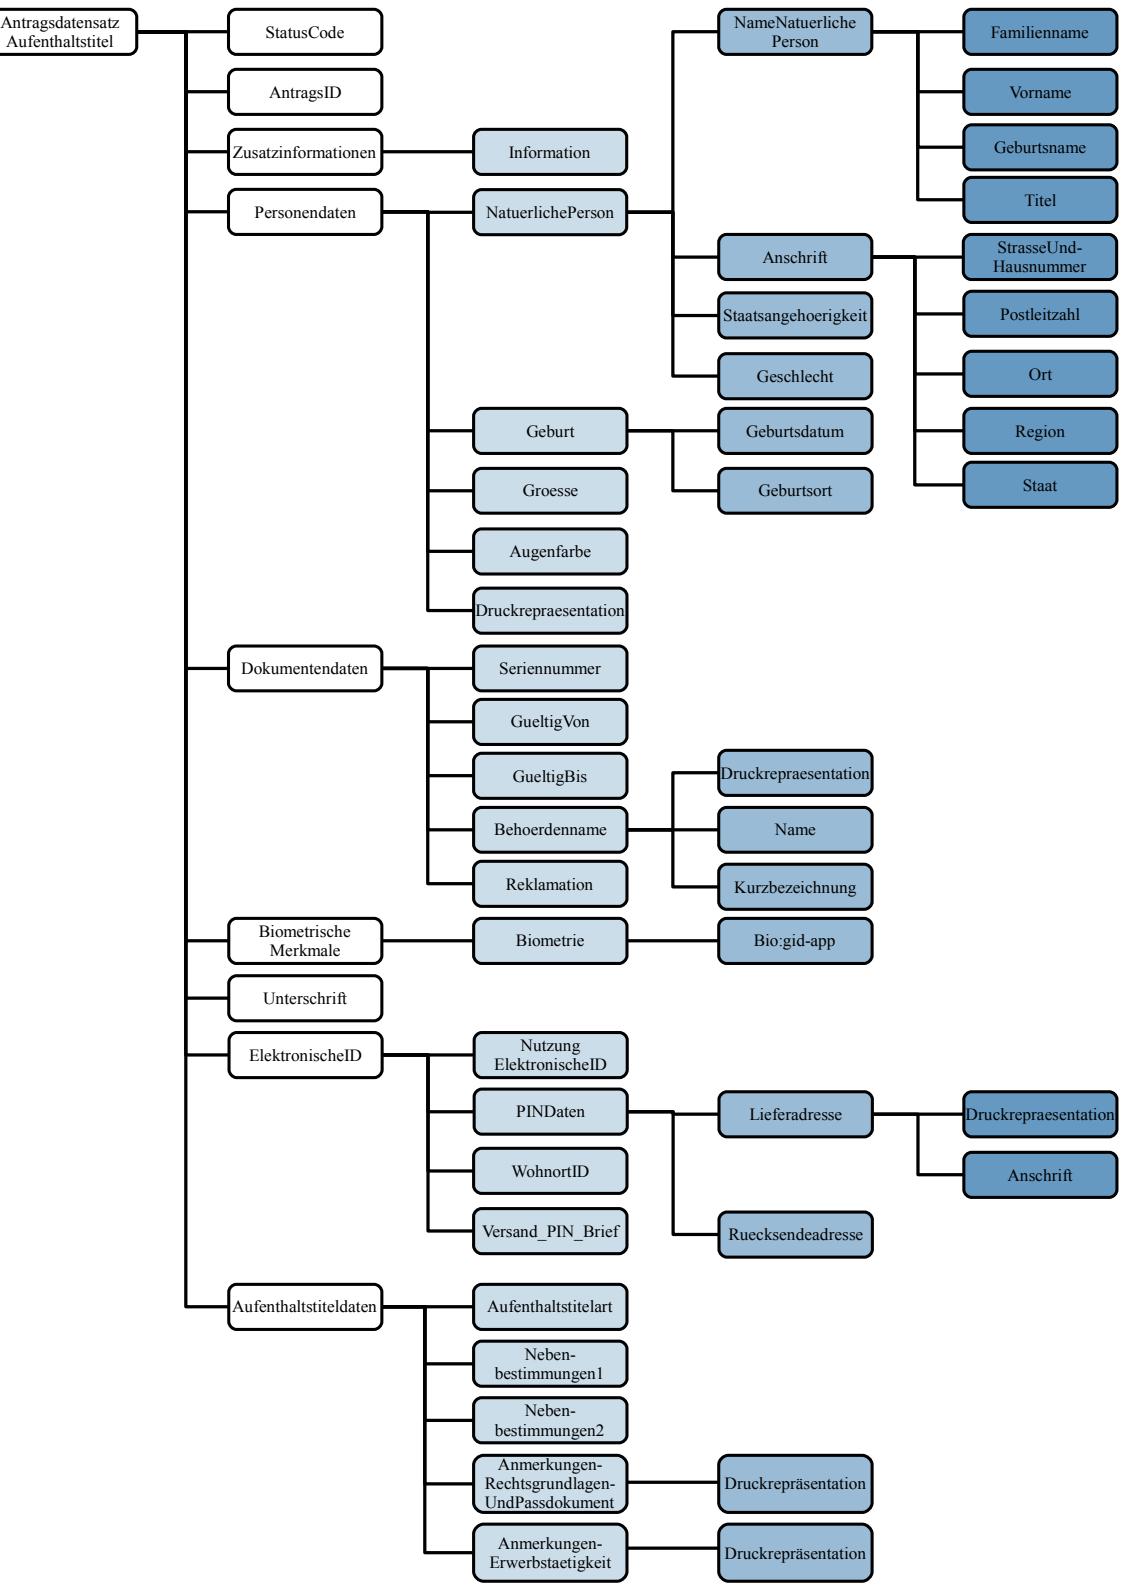 Antragsdatensatz
Aufenthaltstitel
StatusCode
AntragsID
Zusatzinformationen
Information
Personendaten
NatuerlichePerson
NameNatuerliche
Person
Familienname
Vorname
Geburtsname
Titel
Anschrift
StrasseUnd-
Hausnummer
Postleitzahl
Ort
Region
Staat
Staatsangehoerigkeit
Geschlecht
Geburt
Geburtsdatum
Geburtsort
Groesse
Augenfarbe
Druckrepraesentation
Dokumentendaten
Seriennummer
GueltigVon
GueltigBis
Behoerdenname
Druckrepraesentation
Name
Kurzbezeichnung
Reklamation
Biometrische
Merkmale
Biometrie
Bio:gid-app
Unterschrift
ElektronischeID
Nutzung
ElektronischeID
PINDaten
Lieferadresse
Druckrepraesentation
Anschrift
Ruecksendeadresse
WohnortID
Versand_PIN_Brief
Aufenthaltstiteldaten
Aufenthaltstitelart
Neben-
bestimmungen1
Neben-
bestimmungen2
Anmerkungen-
Rechtsgrundlagen-
UndPassdokument
Druckrepräsentation
Anmerkungen-
Erwerbstaetigkeit
Druckrepräsentation